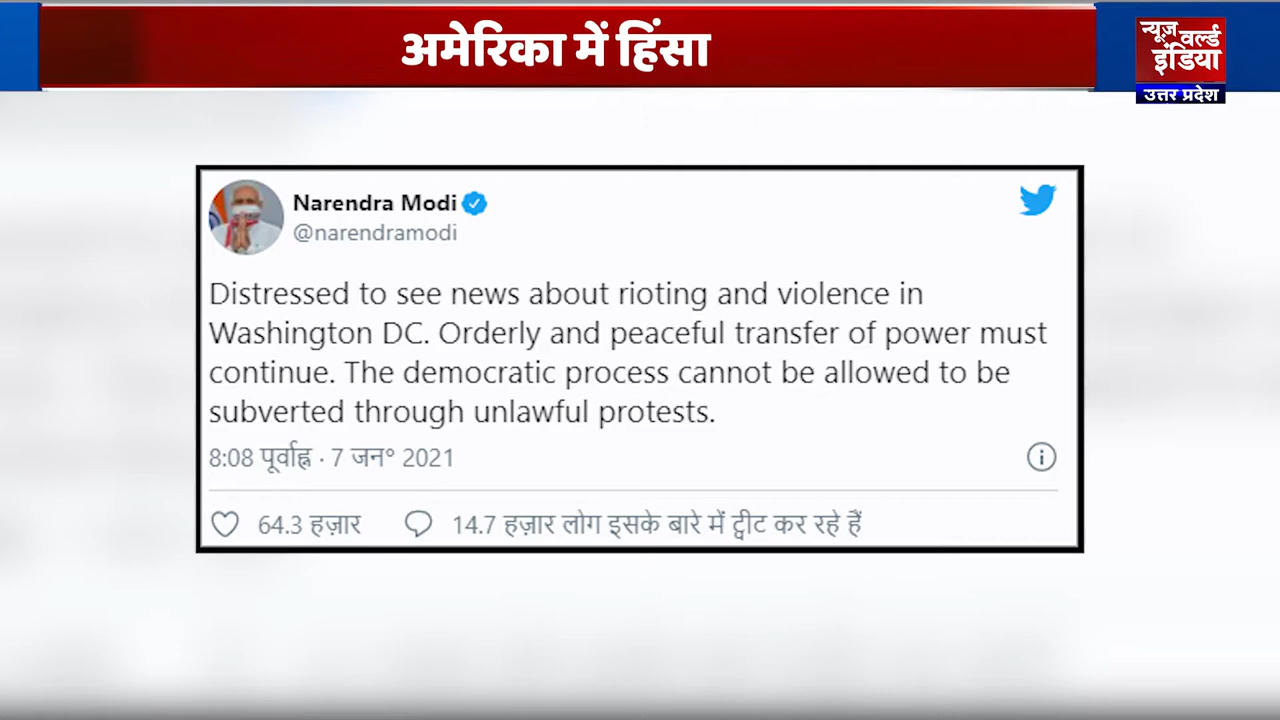 अमेरिका में हिंसा
न्यूज़
वर्ल्ड
इंडिया
उत्तर प्रदेश
Narendra Modi
@narendramodi
Distressed to see news about rioting and violence in
Washington DC. Orderly and peaceful transfer of power must
continue. The democratic process cannot be allowed to be
subverted through unlawful protests.
8:08 पूर्वाह्न · 7 जन॰ 2021
64.3 हज़ार 14.7 हज़ार लोग इसके बारे में ट्वीट कर रहे हैं